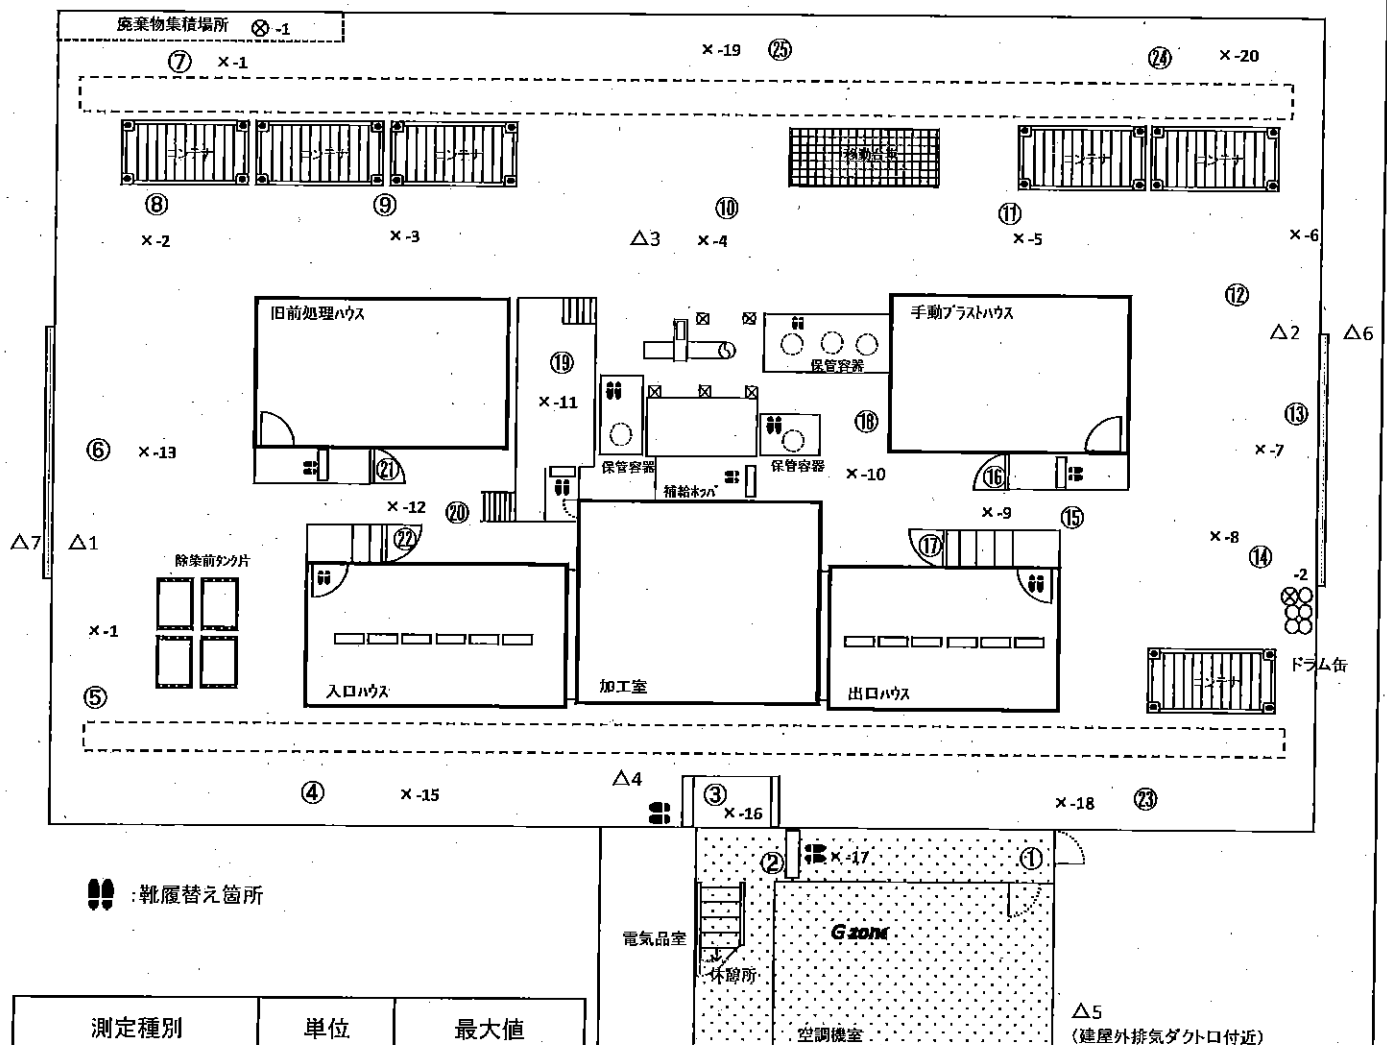 廃棄物集積場所 ⊗ -1
⑦ ×-1
×-19 ㉕
㉔ ×-20
コンテナ コンテナ コンテナ
移動台車
コンテナ コンテナ
⑧ ⑨ ⑩ ⑪
×-2 ×-3 △3 ×-4 ×-5 ×-6
⑫
旧前処理ハウス
手動ブラストハウス
△2 △6
保管容器
⑲
×-11
⑱
⑬
⑥ ×-13
×-7
㉑
保管容器
保管容器
×-10
⑯
補給ホッパ
×-12 ⑳
×-9 ⑮
△7 △1
㉒
⑰
×-8
⑭
除染前タンク片
-2
×-1
ドラム缶
コンテナ
入口ハウス
加工室
出口ハウス
⑤
④ ×-15
△4
③ ×-16
×-18 ㉓
② ×-17 ①
:靴履替え箇所
電気品室
G zone
休憩所
△5
空調機室
(建屋外排気ダクト口付近)
測定種別 単位 最大値